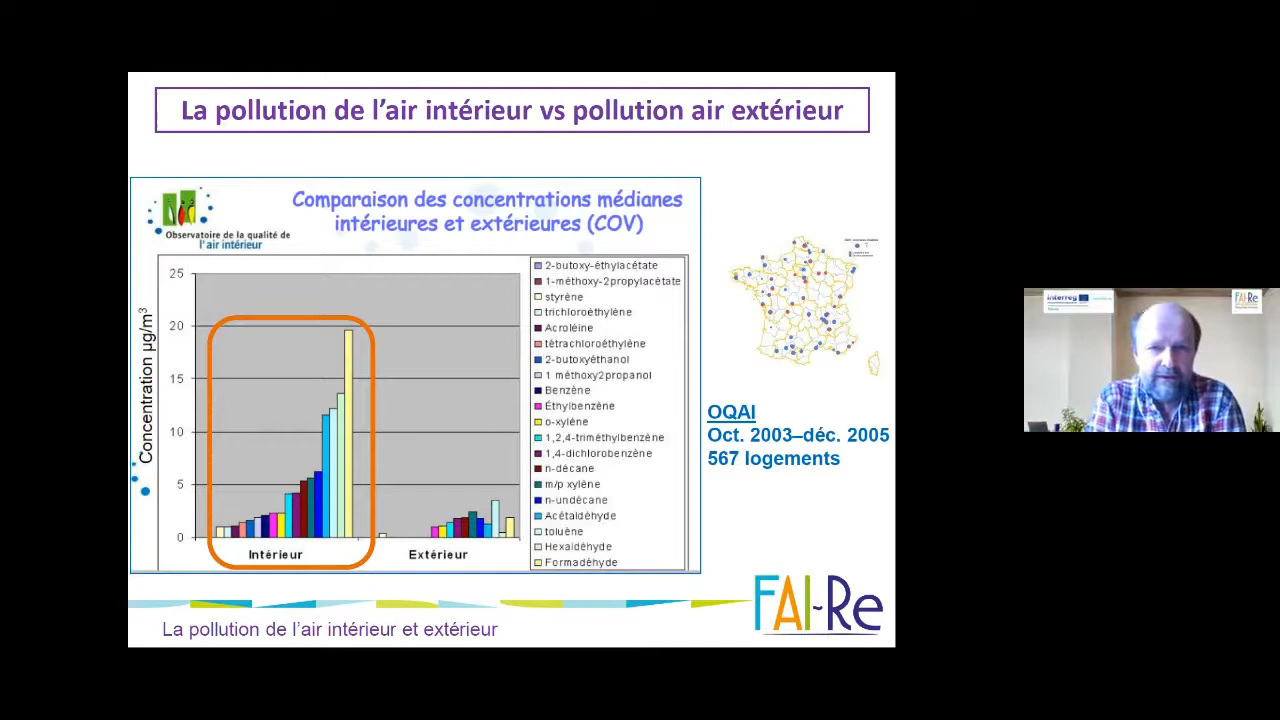 La pollution de l'air intérieur vs pollution air extérieur
Comparaison des concentrations médianes
intérieures et extérieures (COV)
Observatoire de la qualité de
l'air intérieur
Concentration µg/m³
25
20
15
10
5
0
Intérieur
Extérieur
2-butoxy-éthylacétate
1-méthoxy-2propylacétate
styrène
trichloroéthylène
Acroléine
tétrachloroéthylène
2-butoxyéthanol
1 méthoxy2propanol
Benzène
Éthylbenzène
o-xylène
1,2,4-triméthylbenzène
1,4-dichlorobenzène
n-décane
m/p xylène
n-undécane
Acétaldéhyde
toluène
Hexaldéhyde
Formadéhyde
OQAI
Oct. 2003–déc. 2005
567 logements
FAI~Re
La pollution de l'air intérieur et extérieur
Interreg
FAI-Re